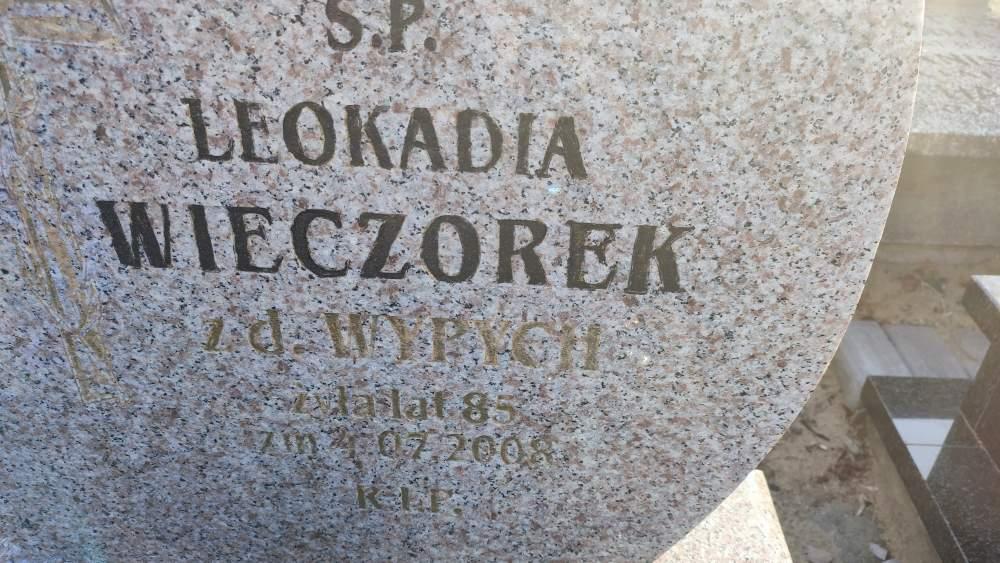 Ś.P.
LEOKADIA
WIECZOREK
z d. WYPYCH
żyła lat 85
zm 4.07.2008
R.I.P.